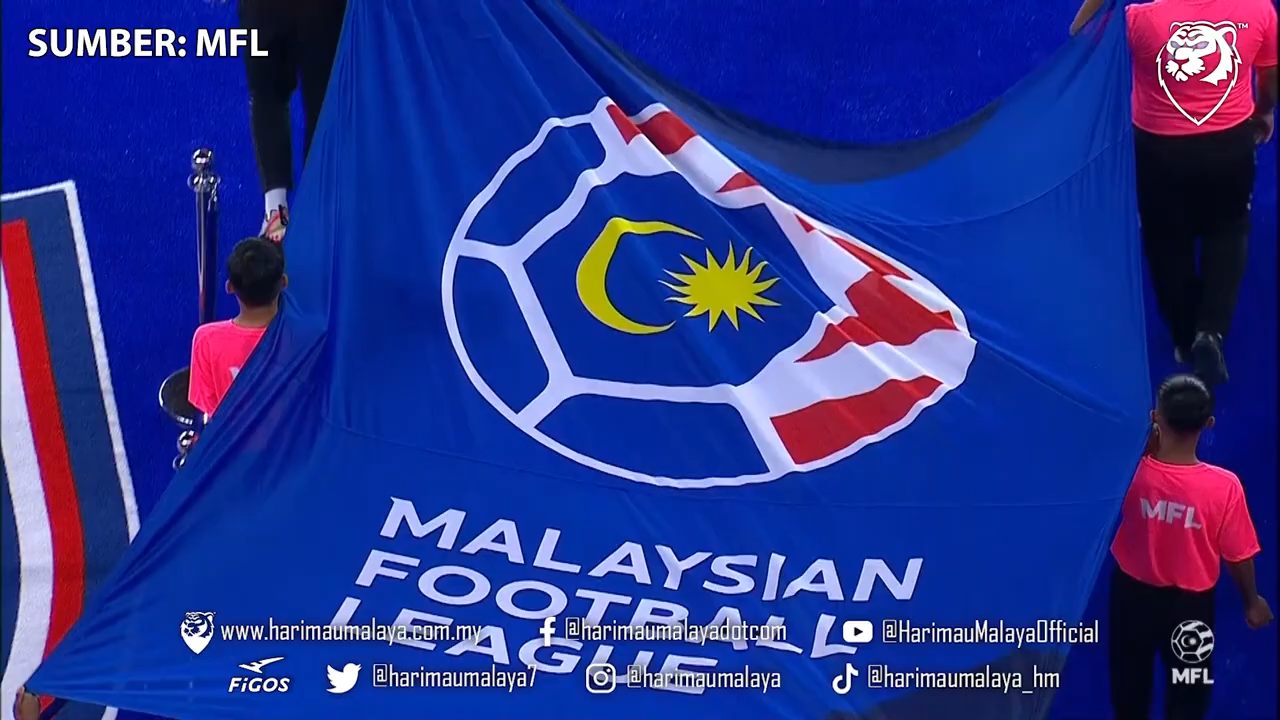 SUMBER: MFL
MALAYSIAN
FOOTBALL
LEAGUE
MFL
www.harimaumalaya.com.my
@harimaumalayadotcom
@HarimauMalayaOfficial
FiGOS
@harimaumalaya7
@harimaumalaya
@harimaumalaya_hm
MFL